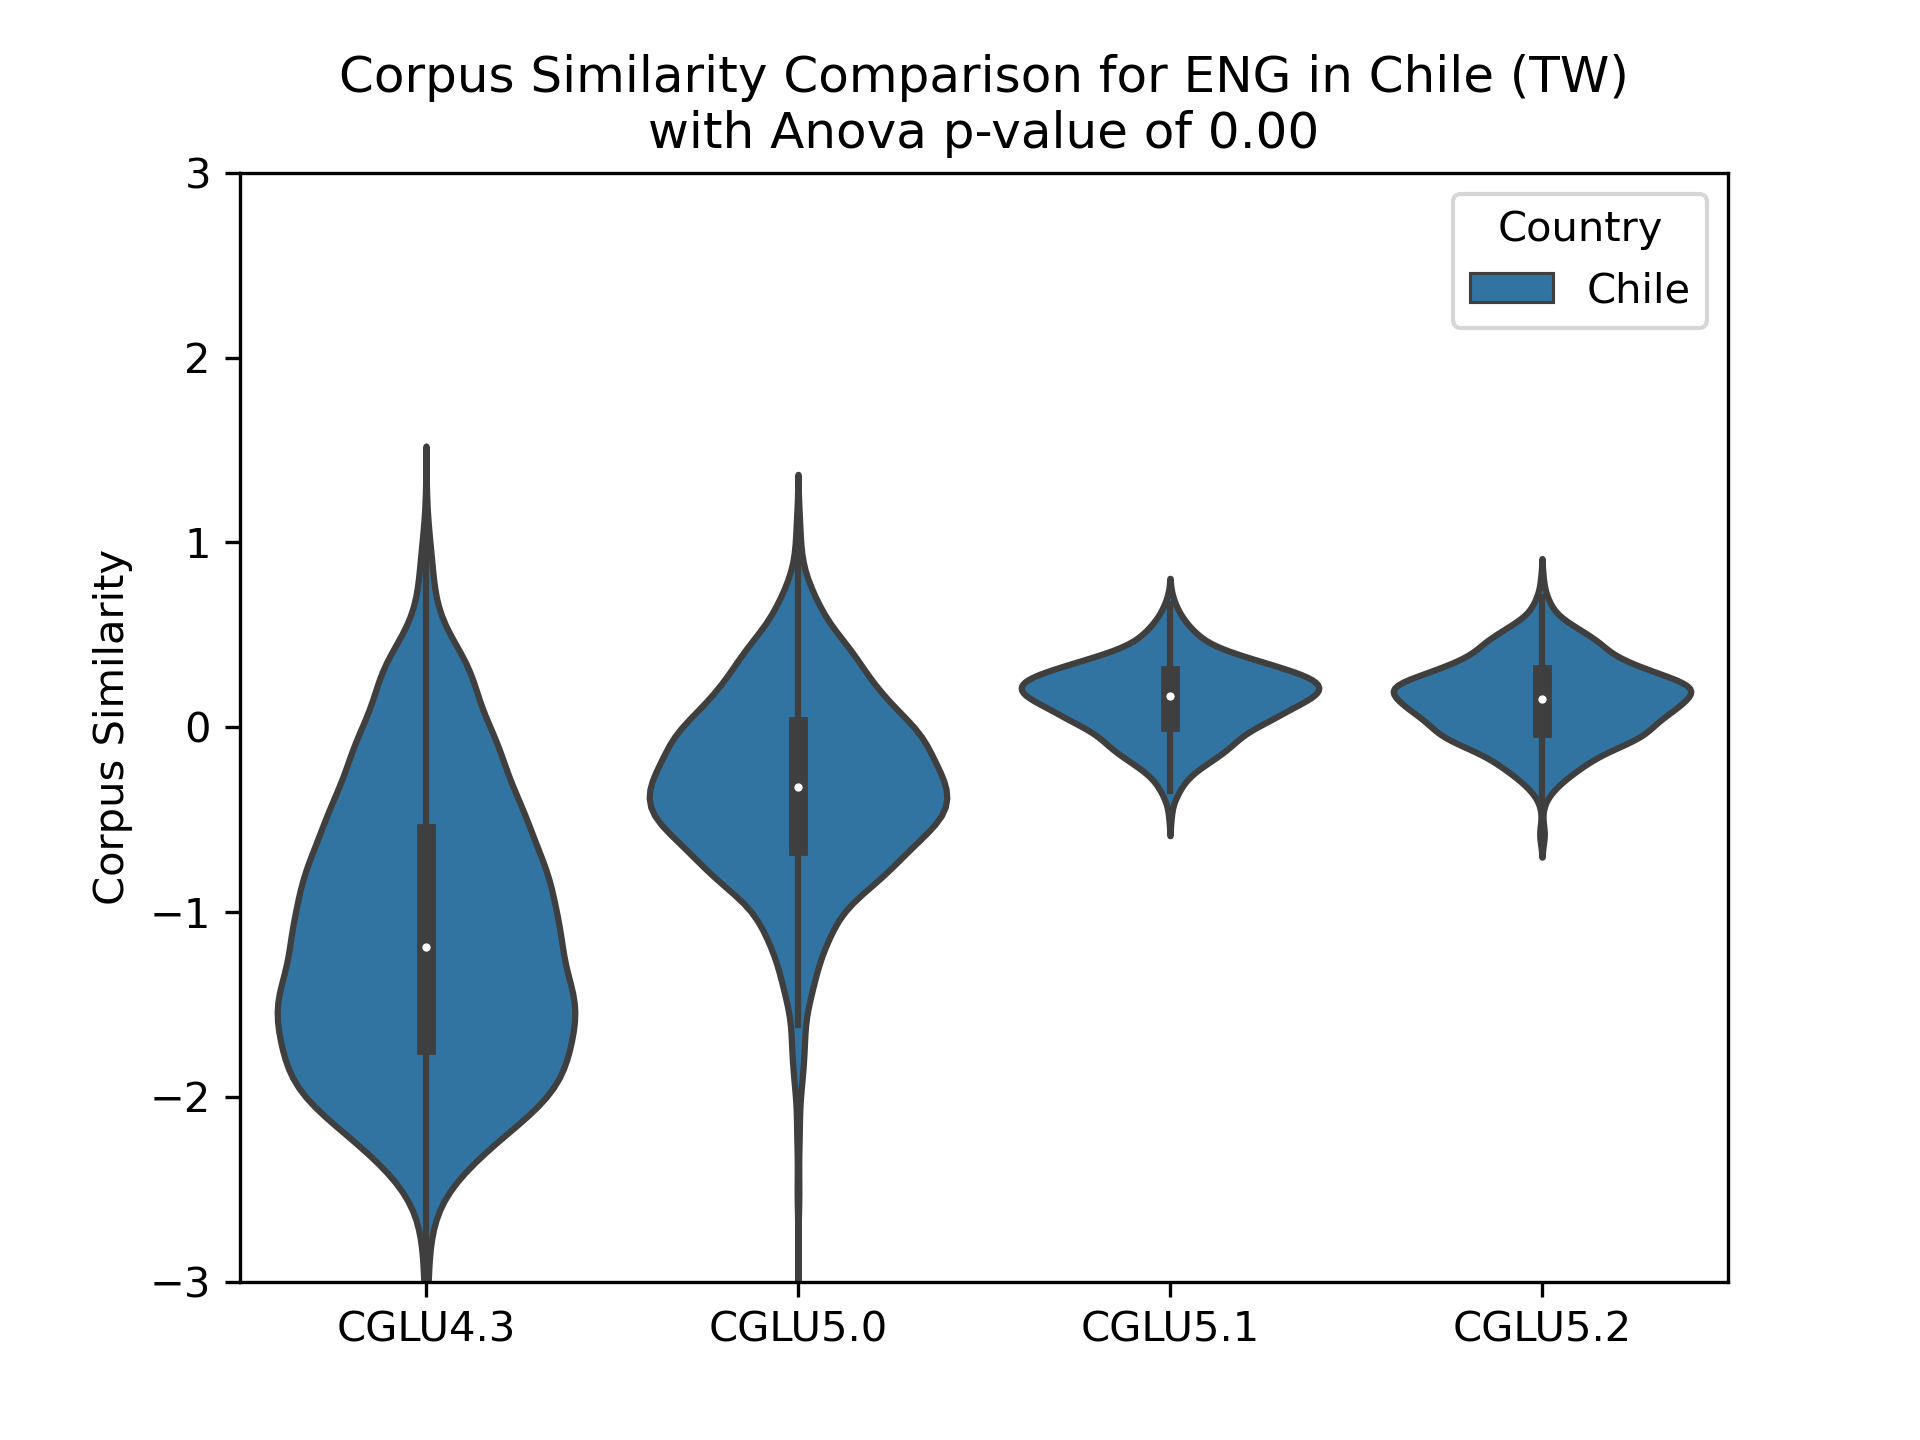 Corpus Similarity Comparison for ENG in Chile (TW)
with Anova p-value of 0.00
Country
Chile
Corpus Similarity
3
2
1
0
−1
−2
−3
CGLU4.3
CGLU5.0
CGLU5.1
CGLU5.2